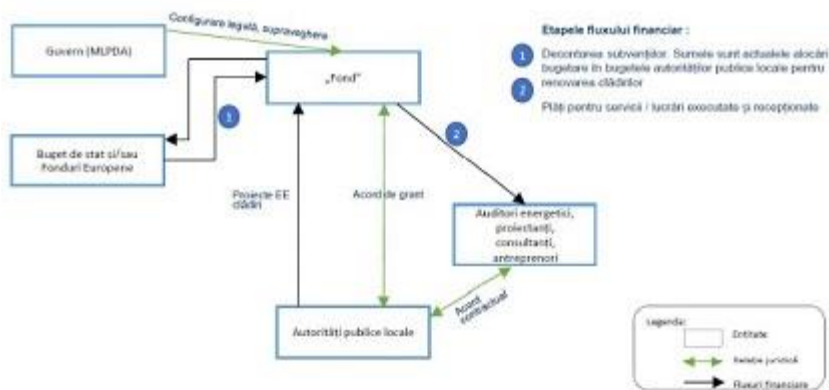 Configurare legală, supraveghere
Guvern (MLPDA)
„Fond”
Etapele fluxului financiar :
1
Decontarea subvențiilor. Sumele sunt actualele alocări
bugetare în bugetele autorităților publice locale pentru
renovarea clădirilor
2
Plăți pentru servicii / lucrări executate și recepționate
1
2
Buget de stat si/sau
Fonduri Europene
Proiecte EE
clădiri
Acord de grant
Auditori energetici,
proiectanți,
consultanți,
antreprenori
Acord
contractual
Autorități publice locale
Legenda:
Entitate
Relație juridică
Fluxuri financiare